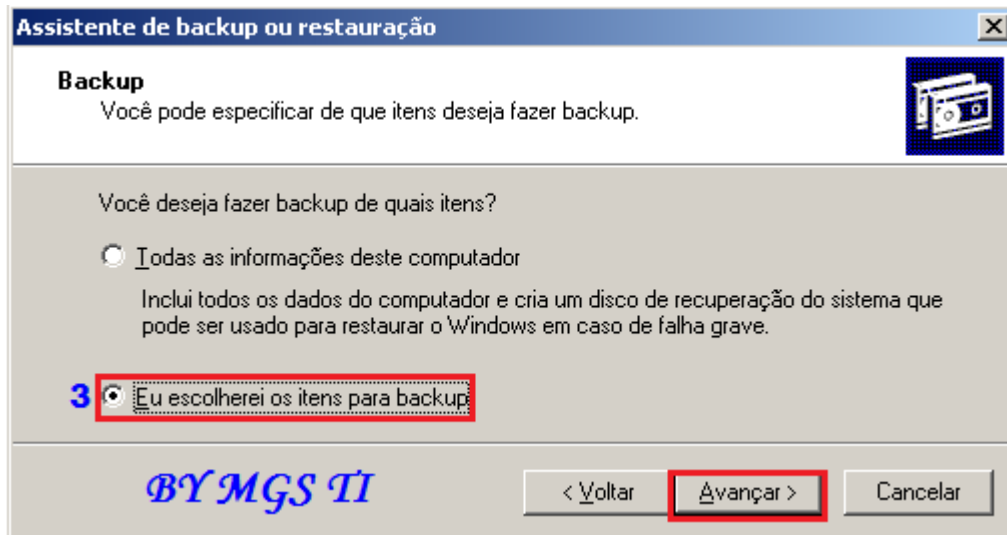 Assistente de backup ou restauração
Backup
Você pode especificar de que itens deseja fazer backup.
Você deseja fazer backup de quais itens?
Todas as informações deste computador
Inclui todos os dados do computador e cria um disco de recuperação do sistema que
pode ser usado para restaurar o Windows em caso de falha grave.
3 Eu escolherei os itens para backup
BY MGS TI
< Voltar Avançar > Cancelar